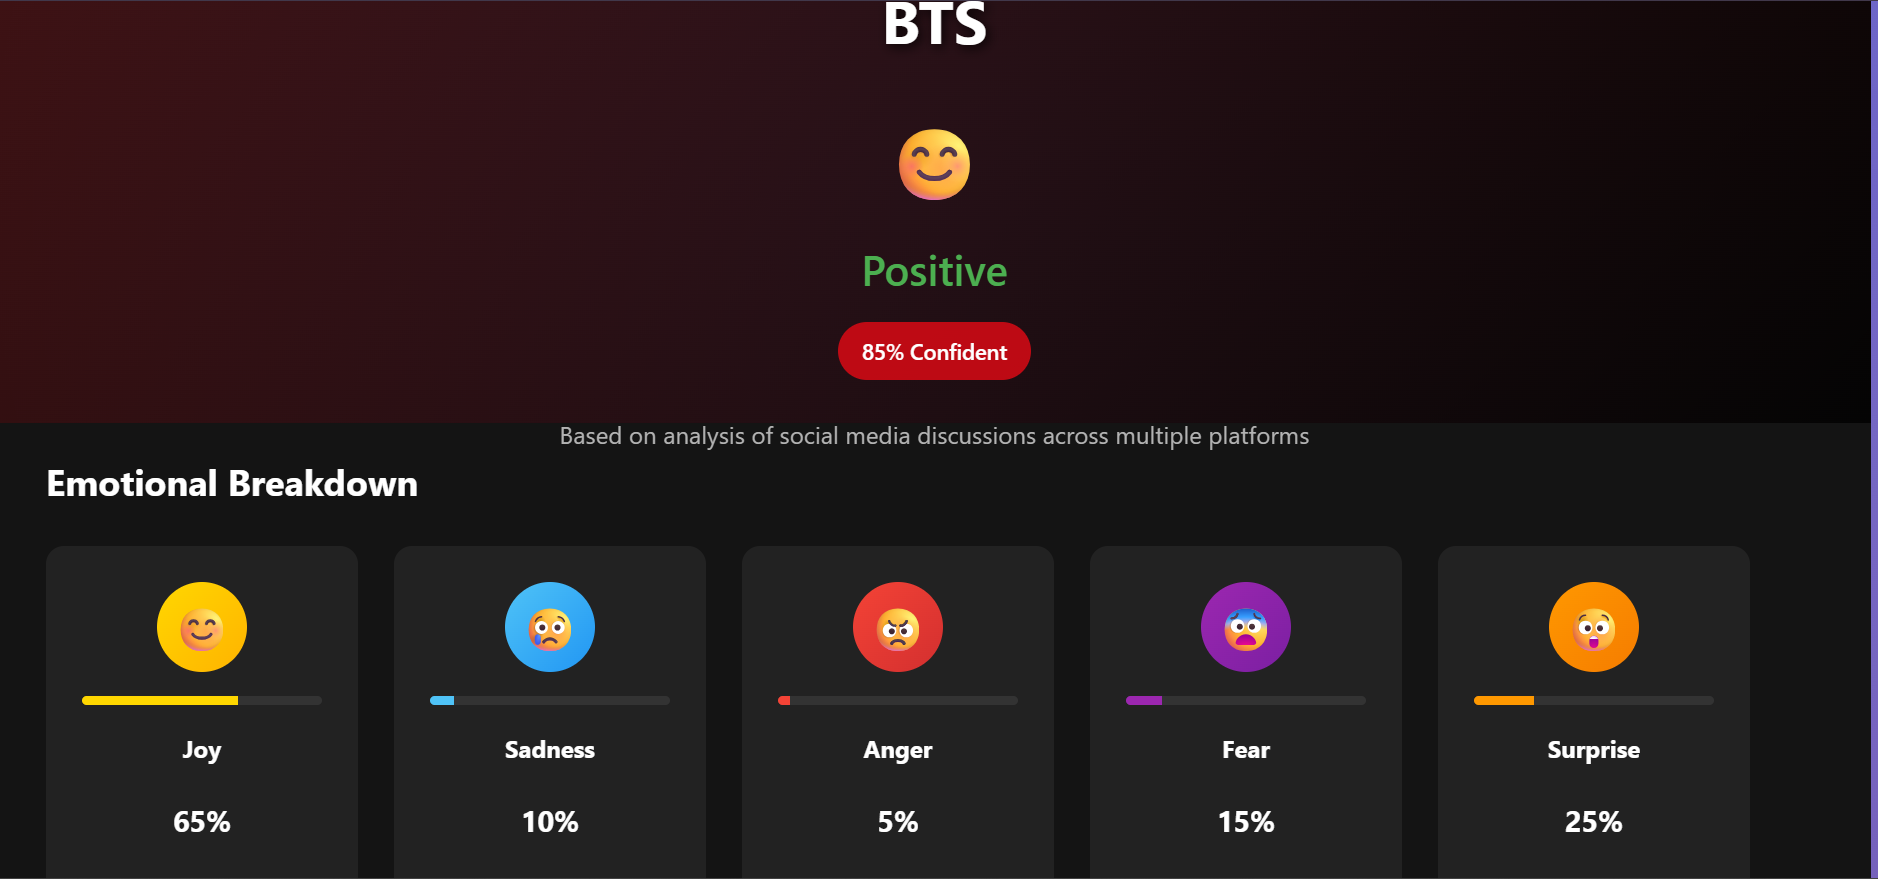 BTS
Positive
85% Confident
Based on analysis of social media discussions across multiple platforms
Emotional Breakdown
Joy
65%
Sadness
10%
Anger
5%
Fear
15%
Surprise
25%